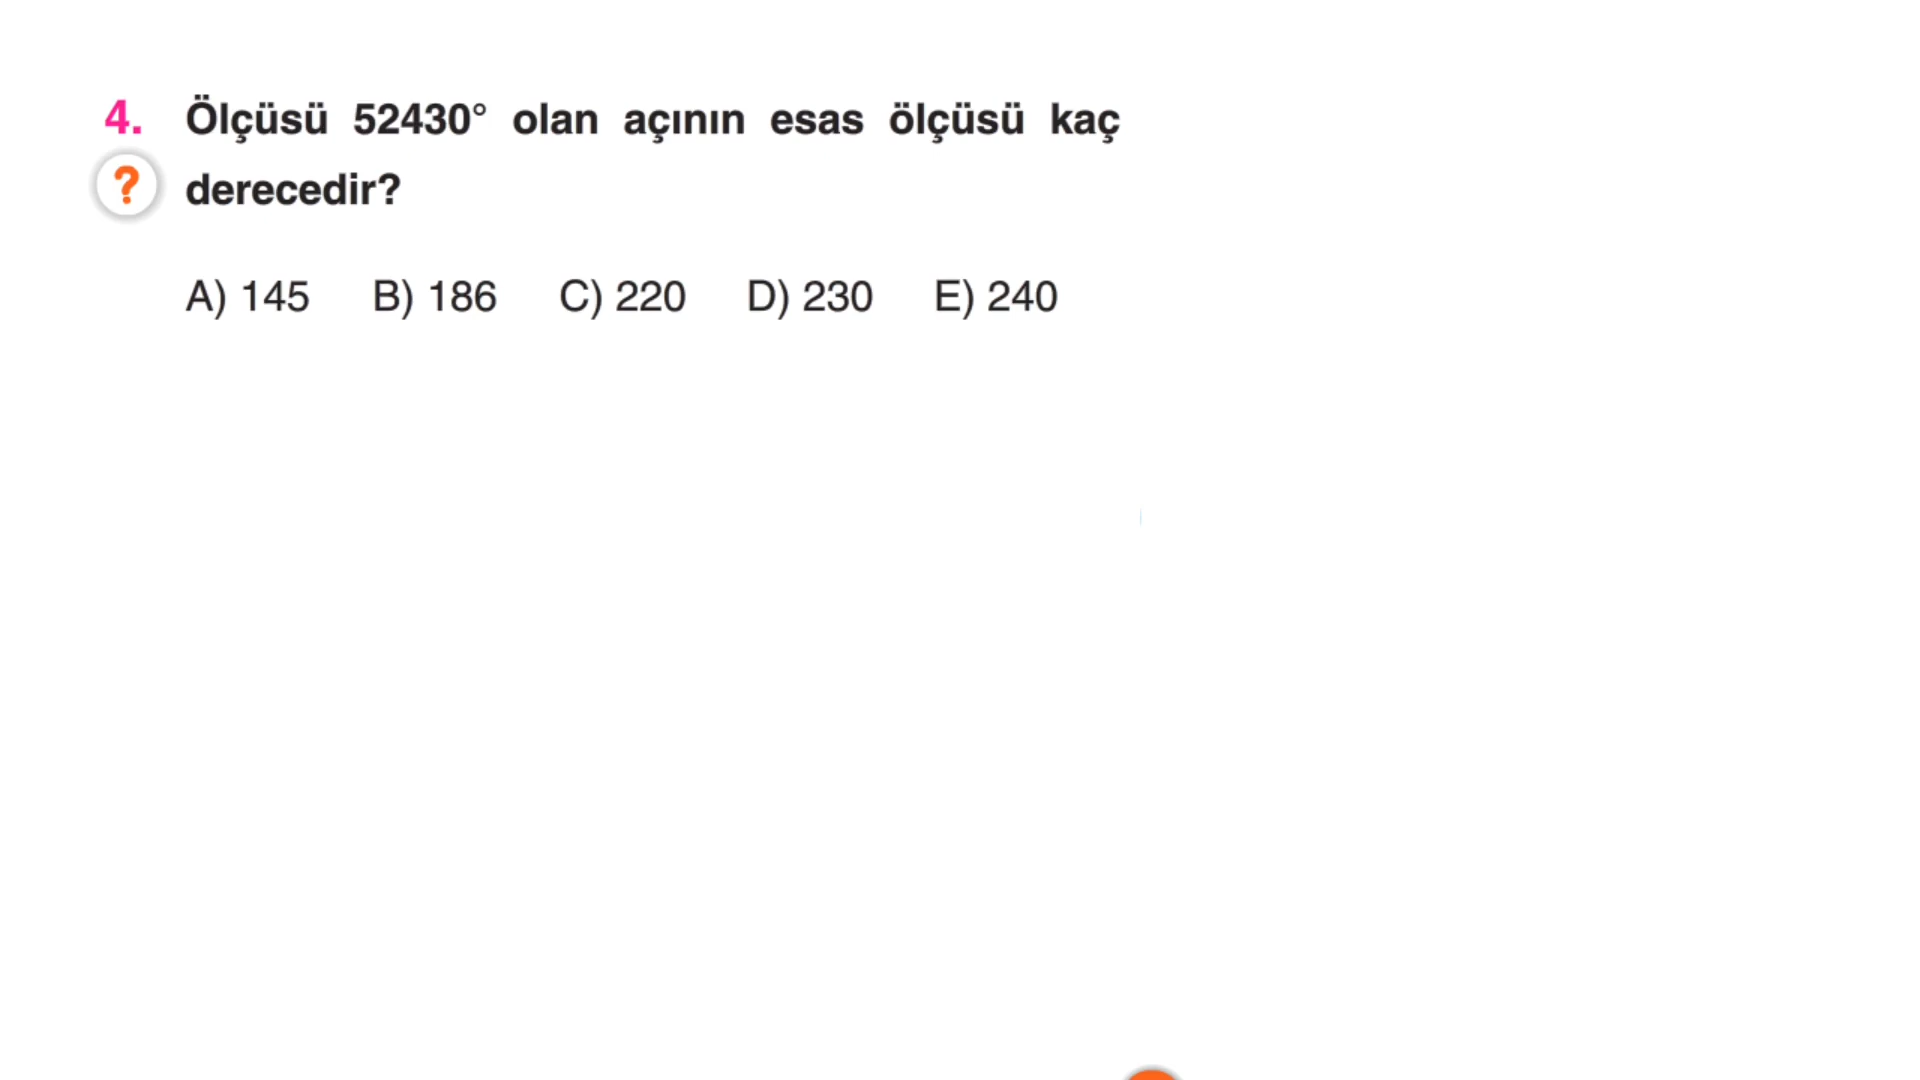 4. Ölçüsü 52430° olan açının esas ölçüsü kaç
? derecedir?
A) 145 B) 186 C) 220 D) 230 E) 240